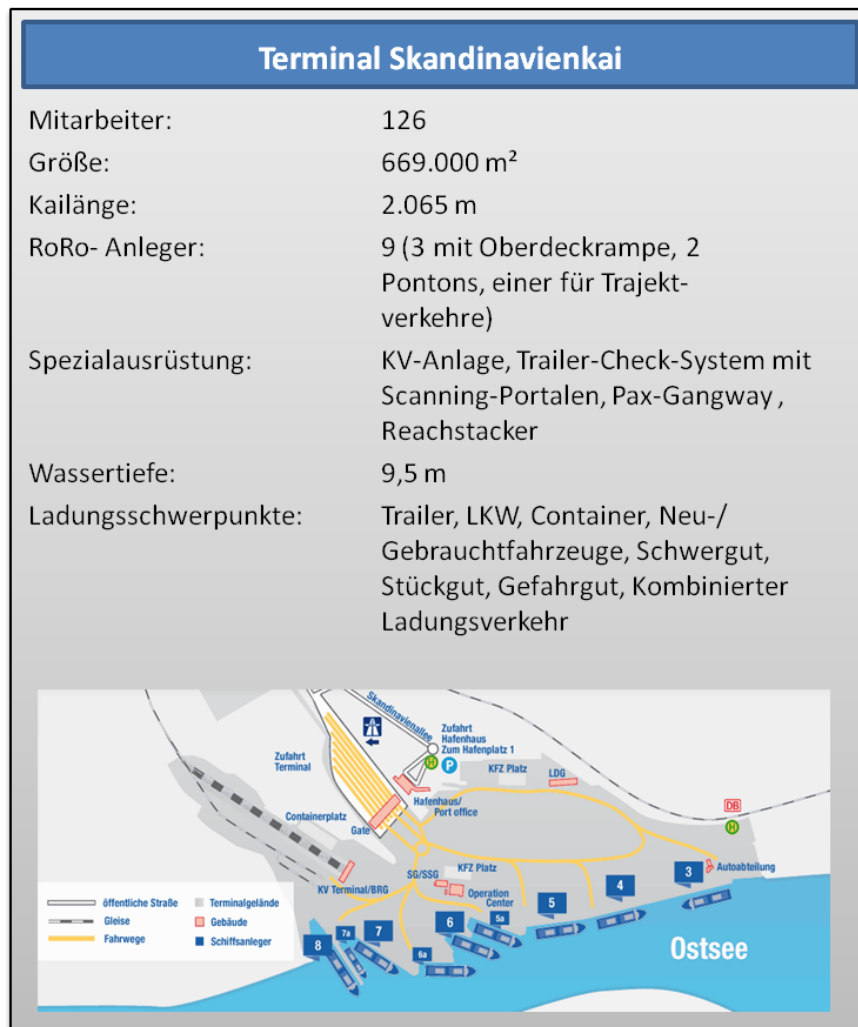 Terminal Skandinavienkai
Mitarbeiter: 126
Größe: 669.000 m²
Kailänge: 2.065 m
RoRo- Anleger: 9 (3 mit Oberdeckrampe, 2
Pontons, einer für Trajekt-
verkehre)
Spezialausrüstung: KV-Anlage, Trailer-Check-System mit
Scanning-Portalen, Pax-Gangway ,
Reachstacker
Wassertiefe: 9,5 m
Ladungsschwerpunkte: Trailer, LKW, Container, Neu-/
Gebrauchtfahrzeuge, Schwergut,
Stückgut, Gefahrgut, Kombinierter
Ladungsverkehr
Skandinavienallee
Zufahrt
Hafenhaus
Zum Hafenplatz 1
H
P
Zufahrt
Terminal
KFZ Platz
LDG
Hafenhaus/
Port office
DB
H
Containerplatz
Gate
KFZ Platz
SG/SSG
Autoabteilung
KV Terminal/BRG
Operation
Center
3
4
5
5a
6
6a
7
7a
8
öffentliche Straße
Gleise
Fahrwege
Terminalgelände
Gebäude
Schiffsanleger
Ostsee